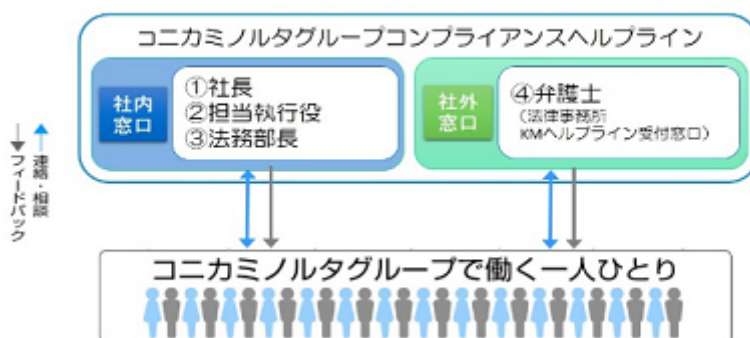 コニカミノルタグループコンプライアンスヘルプライン
社内
窓口
①社長
②担当執行役
③法務部長
社外
窓口
④弁護士
(法律事務所
KMヘルプライン受付窓口)
連絡・相談
フィードバック
コニカミノルタグループで働く一人ひとり